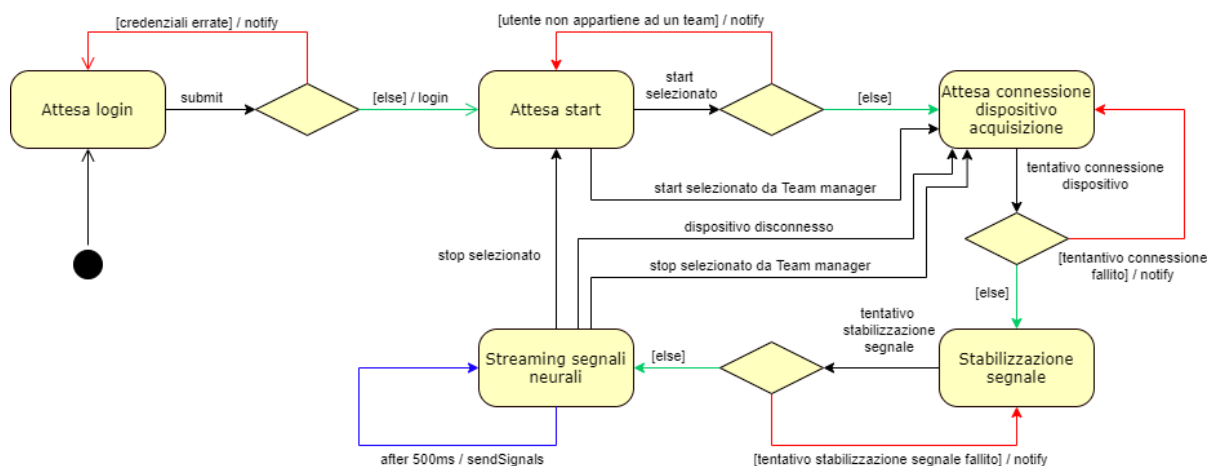 [credenziali errate] / notify
[utente non appartiene ad un team] / notify
Attesa login
submit
[else] / login
Attesa start
start
selezionato
[else]
Attesa connessione
dispositivo
acquisizione
start selezionato da Team manager
tentativo connessione
dispositivo
dispositivo disconnesso
stop selezionato
stop selezionato da Team manager
[tentantivo connessione
fallito] / notify
[else]
tentativo
stabilizzazione
segnale
Streaming segnali
neurali
[else]
Stabilizzazione
segnale
after 500ms / sendSignals
[tentativo stabilizzazione segnale fallito] / notify